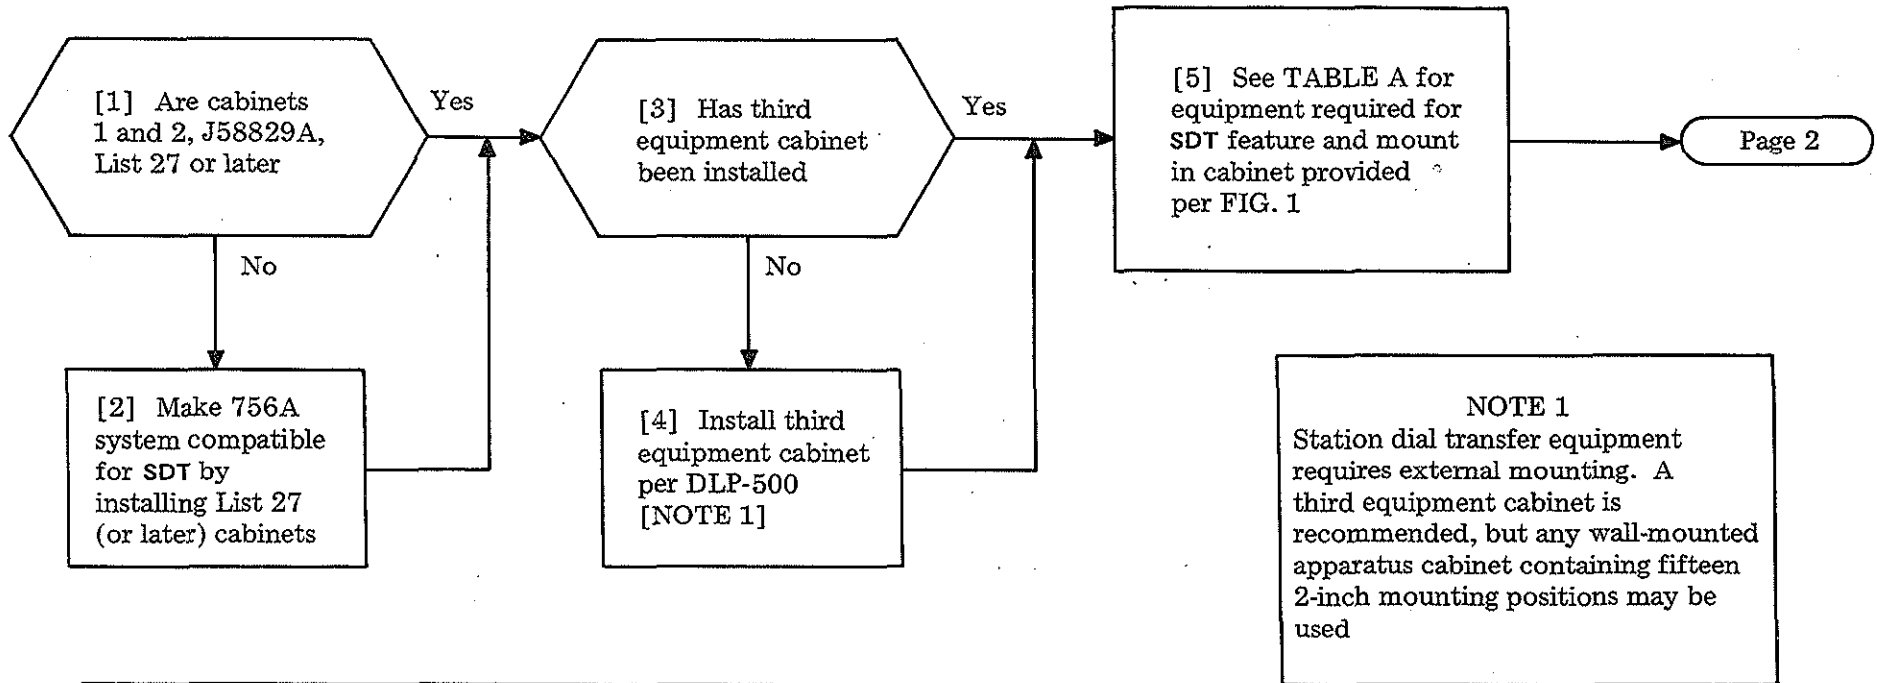 [1] Are cabinets
1 and 2, J58829A,
List 27 or later
Yes
No
[2] Make 756A
system compatible
for SDT by
installing List 27
(or later) cabinets
[3] Has third
equipment cabinet
been installed
Yes
No
[4] Install third
equipment cabinet
per DLP-500
[NOTE 1]
[5] See TABLE A for
equipment required for
SDT feature and mount
in cabinet provided
per FIG. 1
Page 2
NOTE 1
Station dial transfer equipment
requires external mounting. A
third equipment cabinet is
recommended, but any wall-mounted
apparatus cabinet containing fifteen
2-inch mounting positions may be
used